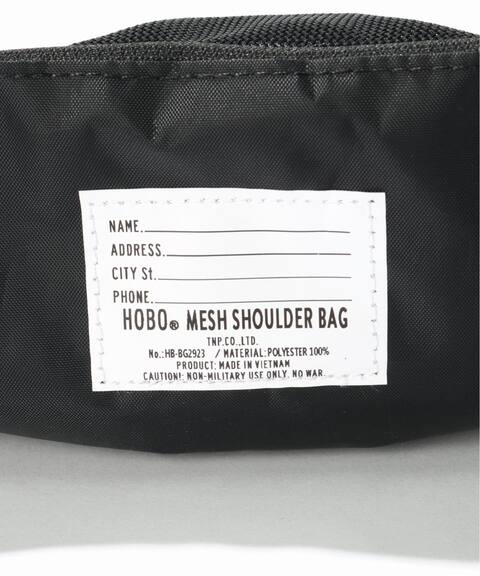 NAME.
ADDRESS.
CITY St.
PHONE.
HOBO® MESH SHOULDER BAG
TNP.CO.,LTD.
No.:HB-BG2923 / MATERIAL:POLYESTER 100%
PRODUCT: MADE IN VIETNAM
CAUTION!: NON-MILITARY USE ONLY. NO WAR.